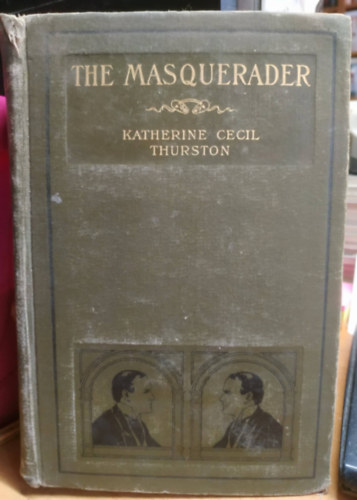 THE MASQUERADER
KATHERINE CECIL
THURSTON